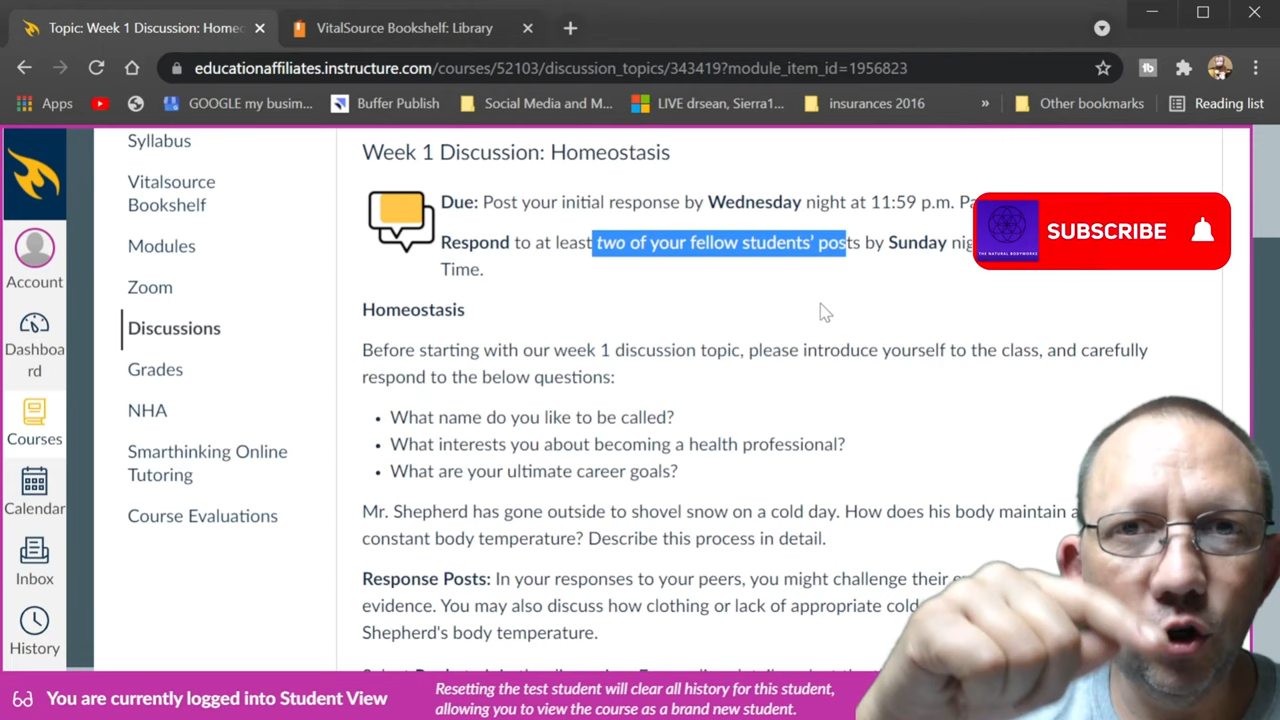 Topic: Week 1 Discussion: Homeo
VitalSource Bookshelf: Library
educationaffiliates.instructure.com/courses/52103/discussion_topics/343419?module_item_id=1956823
Apps
GOOGLE my busim...
Buffer Publish
Social Media and M...
LIVE drsean, Sierra1...
insurances 2016
»
Other bookmarks
Reading list
Account
Dashboa
rd
Courses
Calendar
Inbox
History
Syllabus
Vitalsource
Bookshelf
Modules
Zoom
Discussions
Grades
NHA
Smarthinking Online
Tutoring
Course Evaluations
Week 1 Discussion: Homeostasis
Due: Post your initial response by Wednesday night at 11:59 p.m.
Respond to at least two of your fellow students' posts by Sunday
Time.
SUBSCRIBE
THE NATURAL BODYWORKS
Homeostasis
Before starting with our week 1 discussion topic, please introduce yourself to the class, and carefully
respond to the below questions:
• What name do you like to be called?
• What interests you about becoming a health professional?
• What are your ultimate career goals?
Mr. Shepherd has gone outside to shovel snow on a cold day. How does his body maintain a
constant body temperature? Describe this process in detail.
Response Posts: In your responses to your peers, you might challenge their
evidence. You may also discuss how clothing or lack of appropriate cold
Shepherd's body temperature.
You are currently logged into Student View
Resetting the test student will clear all history for this student,
allowing you to view the course as a brand new student.